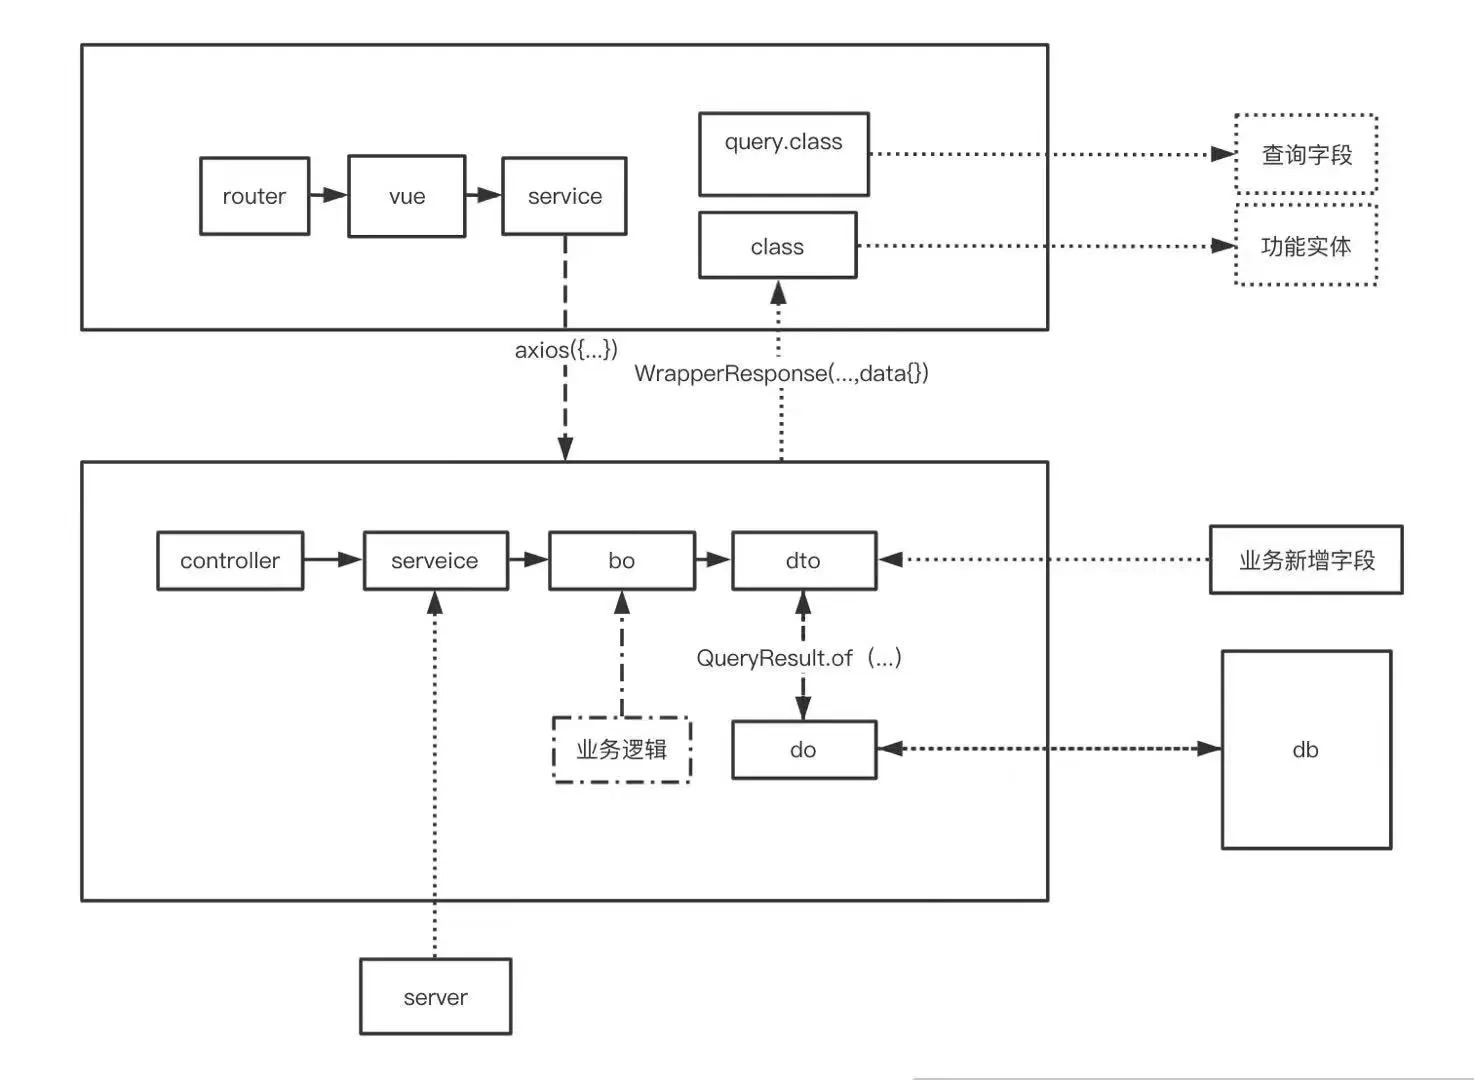 query.class
查询字段
router
vue
service
class
功能实体
axios({...})
WrapperResponse(...,data{})
controller
serveice
bo
dto
业务新增字段
QueryResult.of（...）
业务逻辑
do
db
server